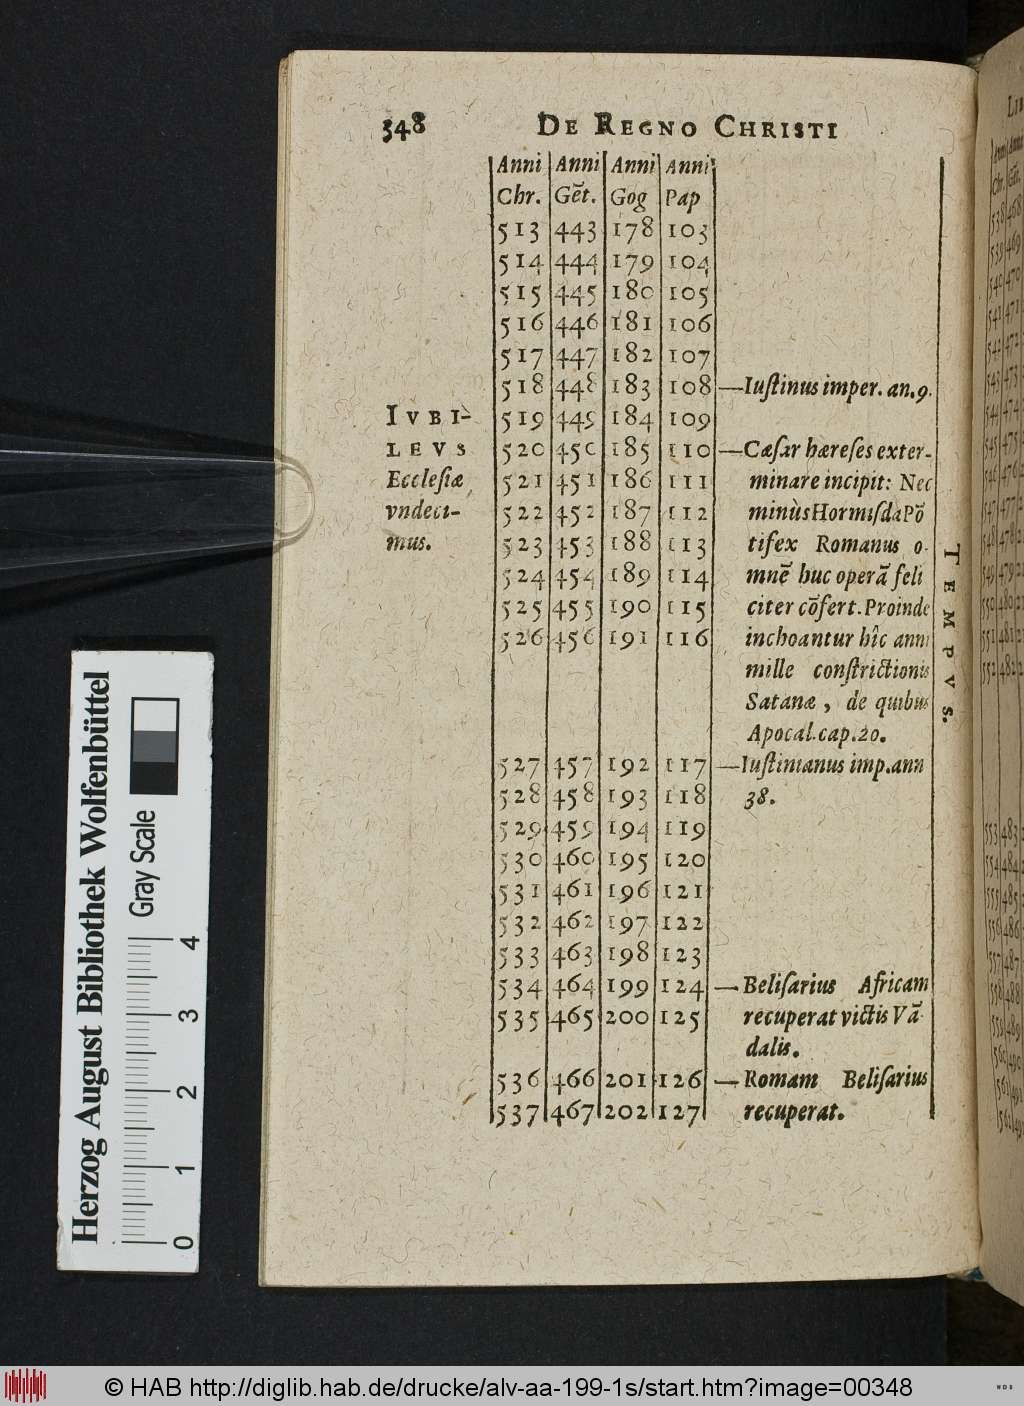 348 DE REGNO CHRISTI
Anni Anni Anni Anni
Chr. Gēt. Gog Pap
513 443 178 103
514 444 179 104
515 445 180 105
516 446 181 106
517 447 182 107
518 448 183 108 —Iuſtinus imper. an.9.
IVBI- 519 449 184 109
LEVS 520 450 185 110 —Cæſar hæreſes exter-
Eccleſiæ 521 451 186 111 minare incipit: Nec
vndeci- 522 452 187 112 minùs Hormiſda Pō
mus. 523 453 188 113 tifex Romanus o-
524 454 189 114 mnē huc operā feli
525 455 190 115 citer cōfert. Proinde
526 456 191 116 inchoantur hîc anni
mille conſtrictionis
Satanæ, de quibus
Apocal.cap.20.
TEMPVS.
527 457 192 117 —Iuſtinianus imp.ann
528 458 193 118 38.
529 459 194 119
530 460 195 120
531 461 196 121
532 462 197 122
533 463 198 123
534 464 199 124 —Beliſarius Africam
535 465 200 125 recuperat victis Vā-
dalis.
536 466 201 126 —Romam Beliſarius
537 467 202 127 recuperat.
Herzog August Bibliothek Wolfenbüttel
Gray Scale
0 1 2 3 4
© HAB http://diglib.hab.de/drucke/alv-aa-199-1s/start.htm?image=00348